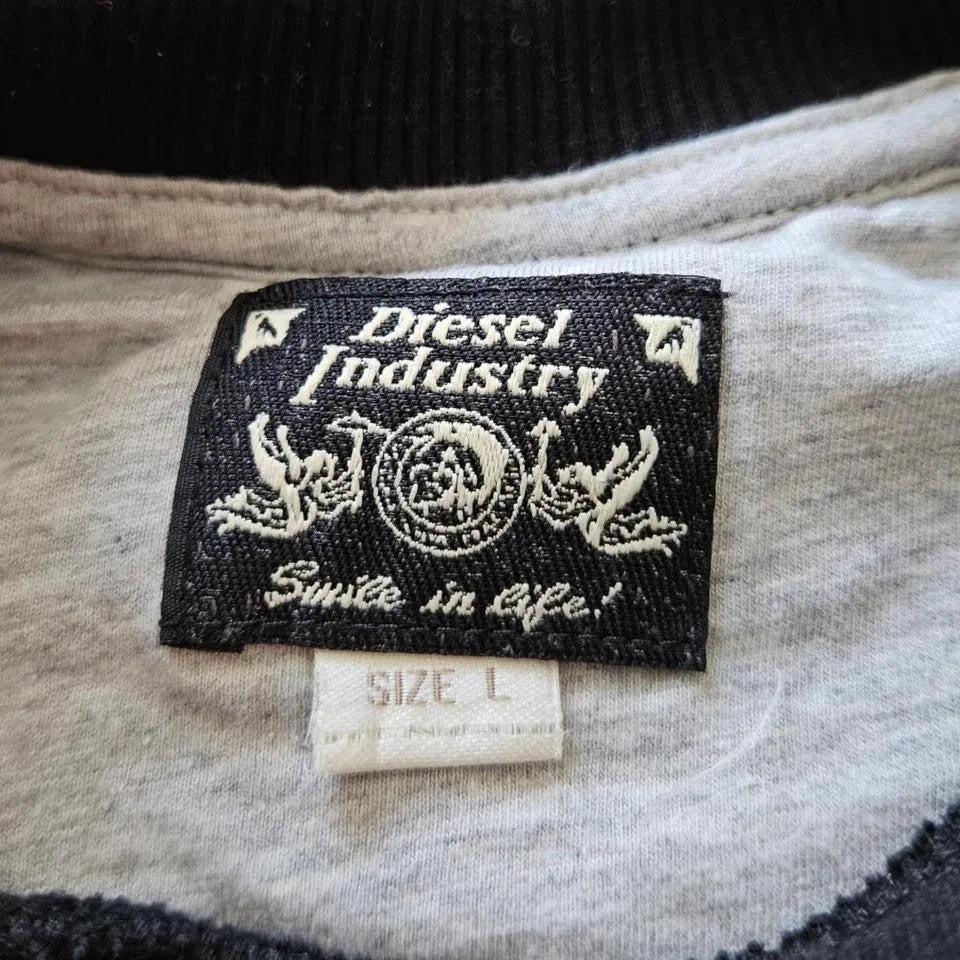 Diesel
Industry
Smile in life!
SIZE L